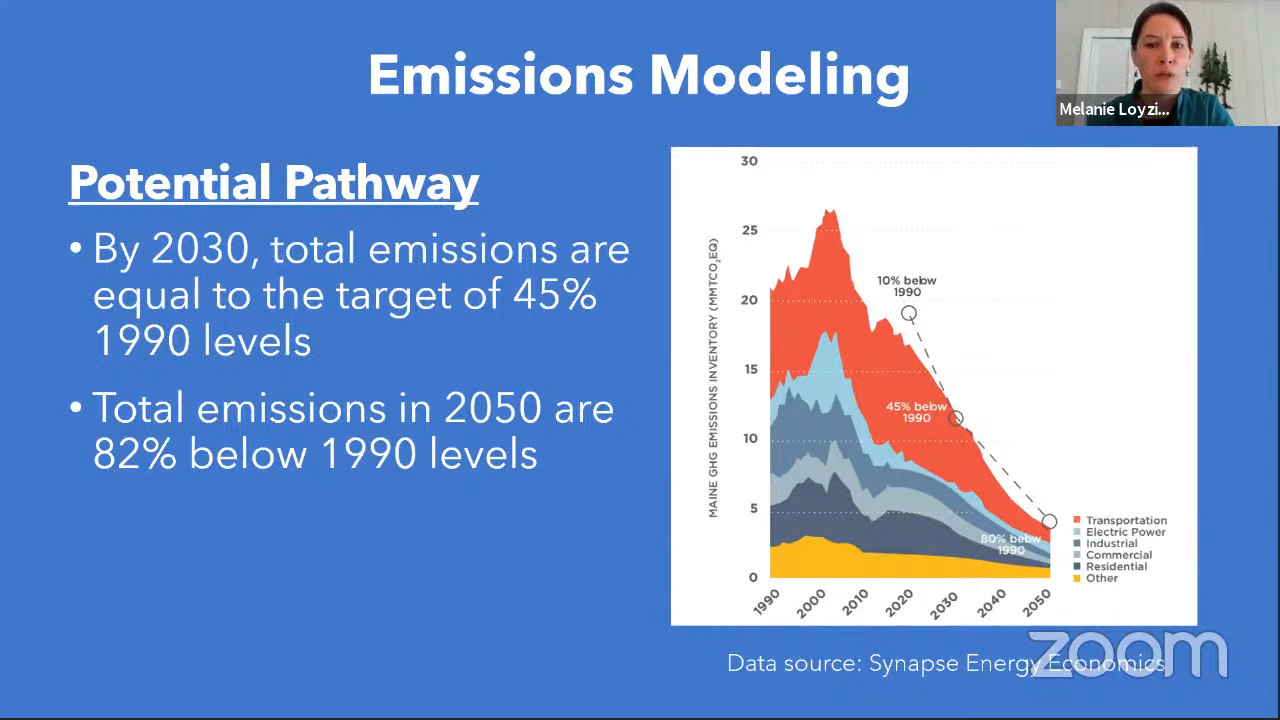 Emissions Modeling
Melanie Loyzi...
Potential Pathway
• By 2030, total emissions are
equal to the target of 45%
1990 levels
• Total emissions in 2050 are
82% below 1990 levels
MAINE GHG EMISSIONS INVENTORY (MMTCO2EQ)
30
25
20
15
10
5
0
10% below
1990
45% below
1990
80% below
1990
1990
2000
2010
2020
2030
2040
2050
Transportation
Electric Power
Industrial
Commercial
Residential
Other
Data source: Synapse Energy Economics
zoom